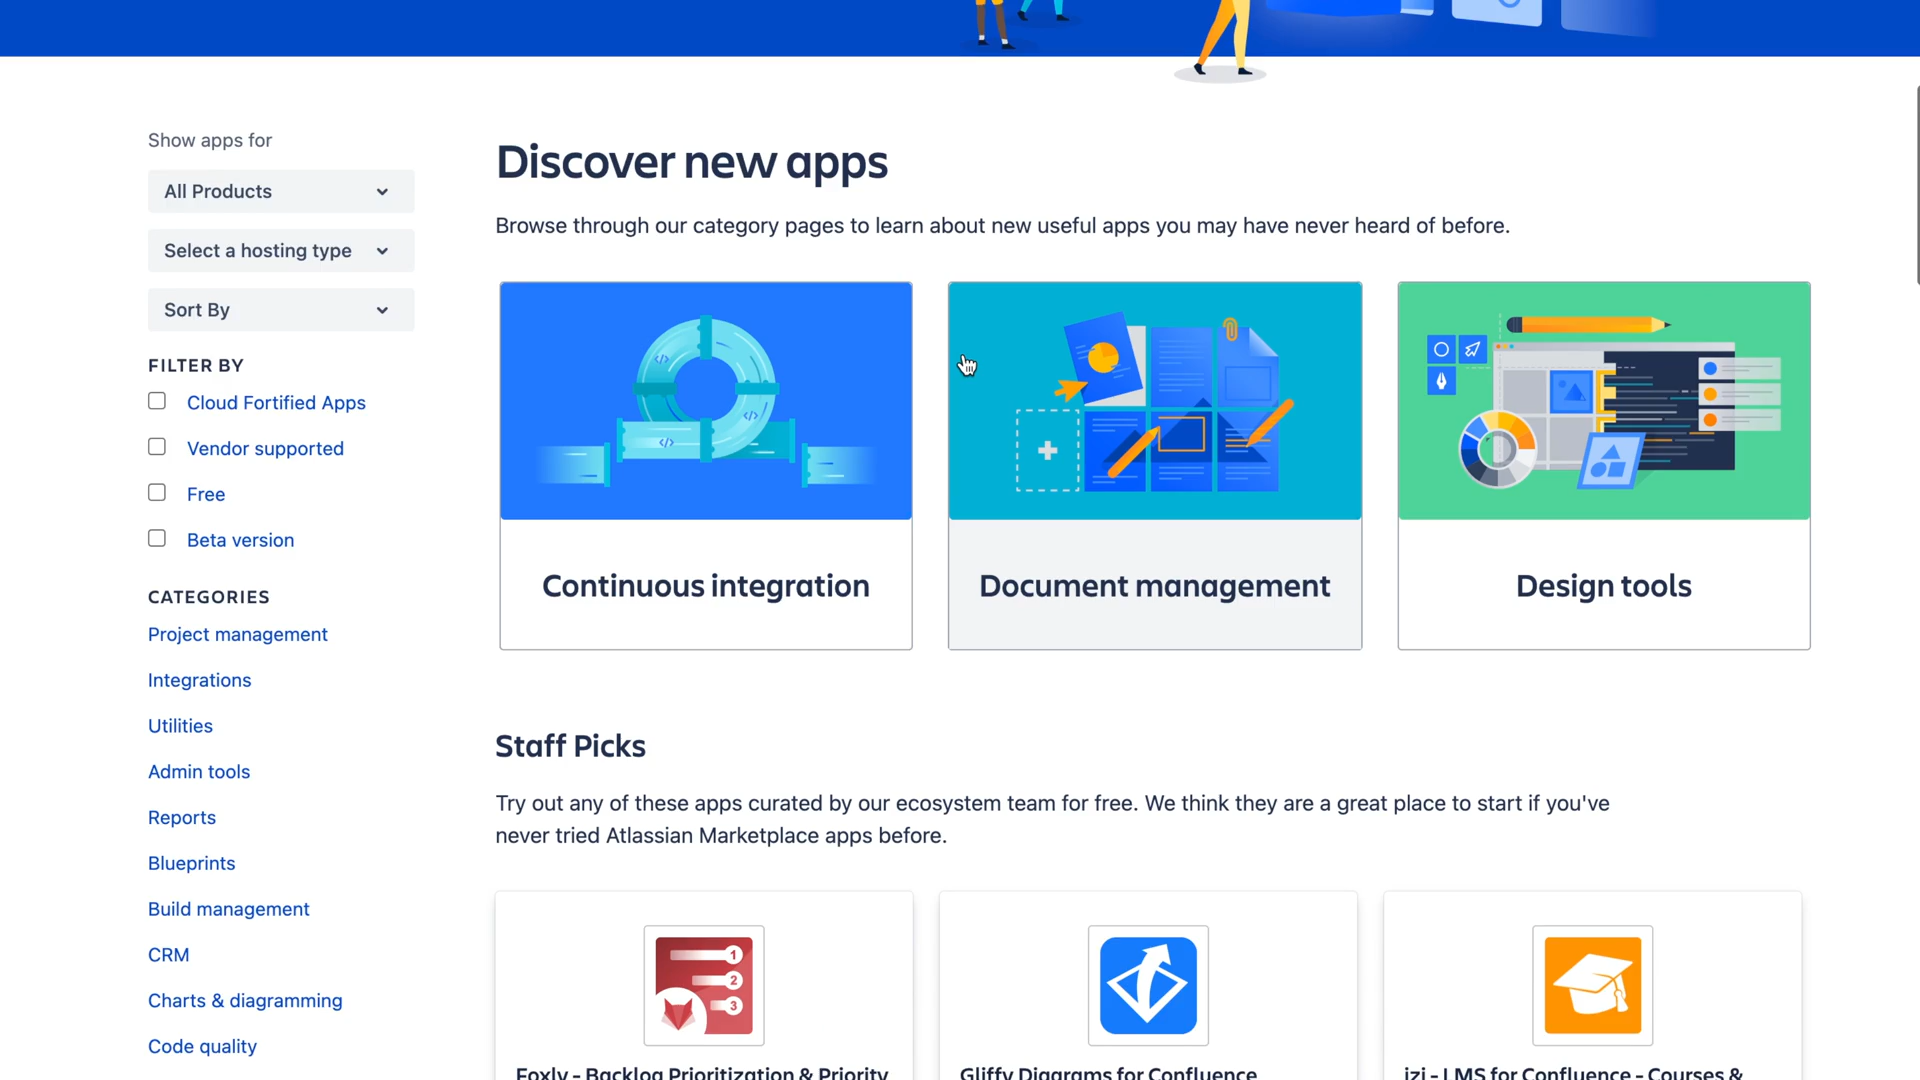 Show apps for
All Products
Select a hosting type
Sort By
FILTER BY
Cloud Fortified Apps
Vendor supported
Free
Beta version
CATEGORIES
Project management
Integrations
Utilities
Admin tools
Reports
Blueprints
Build management
CRM
Charts & diagramming
Code quality
Discover new apps
Browse through our category pages to learn about new useful apps you may have never heard of before.
Continuous integration
Document management
Design tools
Staff Picks
Try out any of these apps curated by our ecosystem team for free. We think they are a great place to start if you've
never tried Atlassian Marketplace apps before.
1
2
3
Foxly - Backlog Prioritization & Priority
Gliffy Diagrams for Confluence
izi - LMS for Confluence - Courses &